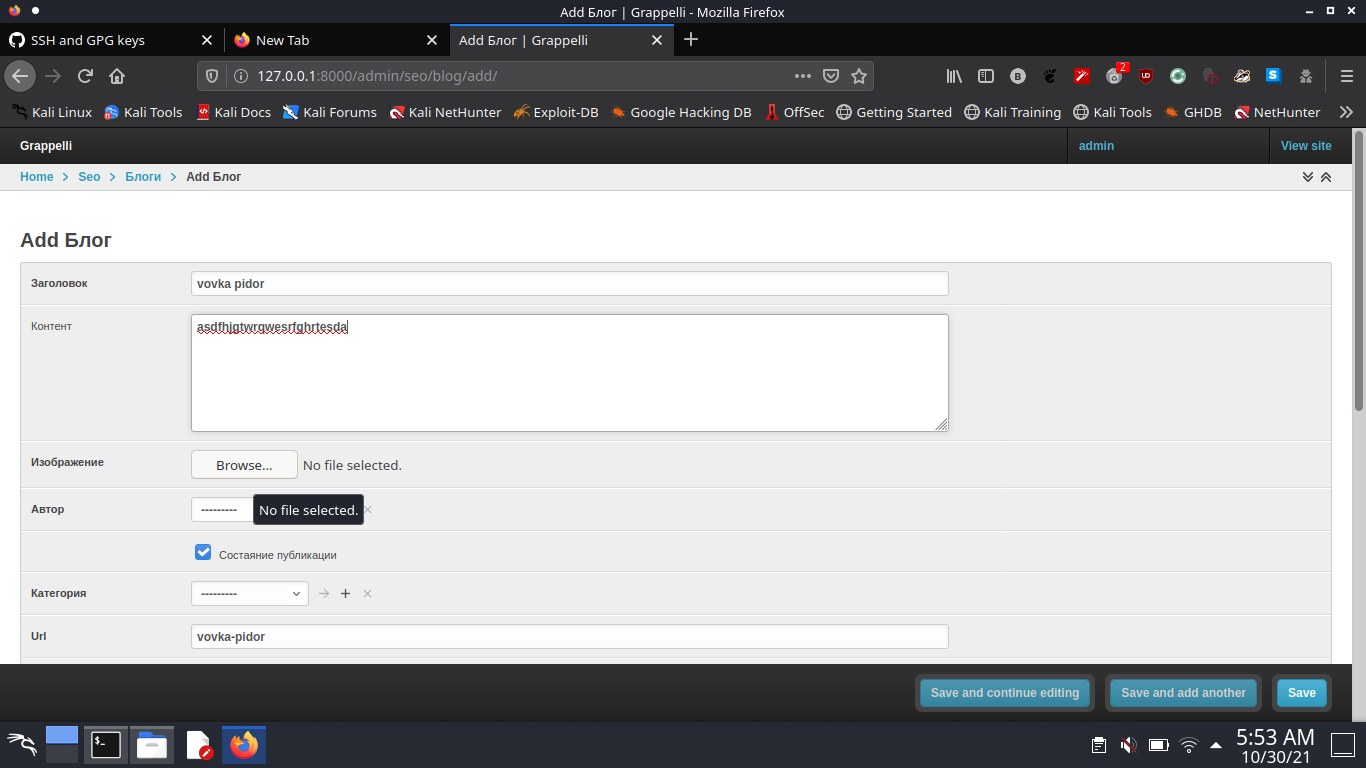 Add Блог | Grappelli - Mozilla Firefox
SSH and GPG keys
New Tab
Add Блог | Grappelli
127.0.0.1:8000/admin/seo/blog/add/
2
Kali Linux
Kali Tools
Kali Docs
Kali Forums
Kali NetHunter
Exploit-DB
Google Hacking DB
OffSec
Getting Started
Kali Training
Kali Tools
GHDB
NetHunter
Grappelli
admin
View site
Home > Seo > Блоги > Add Блог
Add Блог
Заголовок
vovka pidor
Контент
asdfhjgtwrqwesrfghrtesda
Изображение
Browse...
No file selected.
Автор
---------
No file selected.
Состаяние публикации
Категория
---------
Url
vovka-pidor
Save and continue editing
Save and add another
Save
5:53 AM
10/30/21